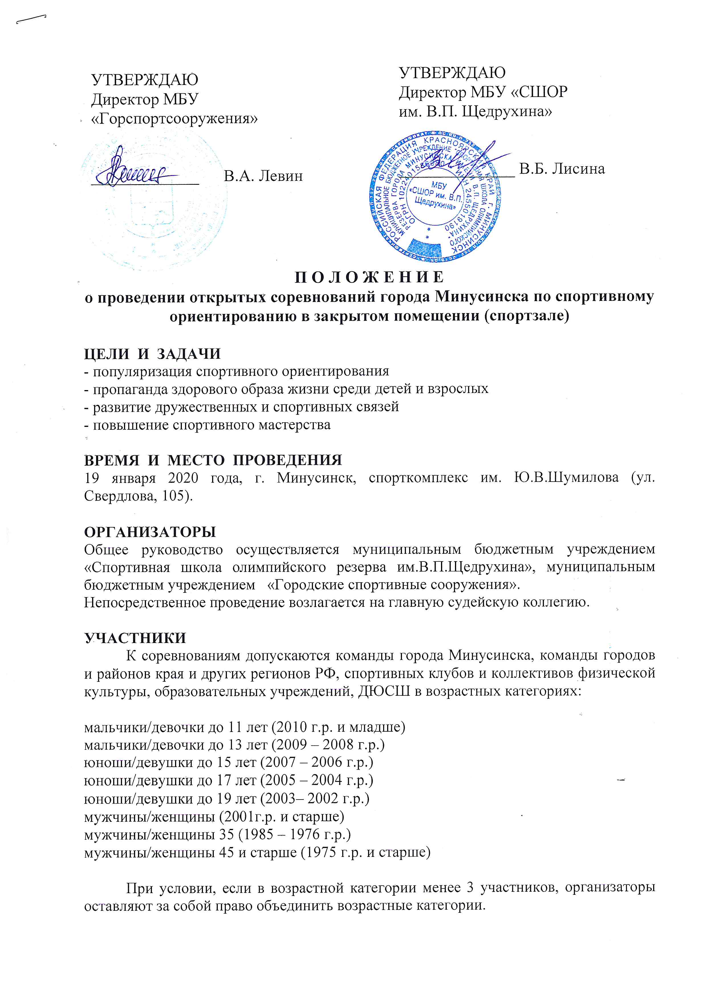 УТВЕРЖДАЮ
Директор МБУ
«Горспортсооружения»
В.А. Левин
УТВЕРЖДАЮ
Директор МБУ «СШОР
им. В.П. Щедрухина»
В.Б. Лисина
РОССИЙСКАЯ ФЕДЕРАЦИЯ КРАСНОЯРСКИЙ КРАЙ Г. МИНУСИНСК
МУНИЦИПАЛЬНОЕ БЮДЖЕТНОЕ УЧРЕЖДЕНИЕ "СПОРТИВНАЯ ШКОЛА ОЛИМПИЙСКОГО
РЕЗЕРВА ГОРОДА МИНУСИНСКА ИМЕНИ В.П. ЩЕДРУХИНА"
ИНН 2455019190
МБУ
«СШОР им. В.П.
Щедрухина»
П О Л О Ж Е Н И Е
о проведении открытых соревнований города Минусинска по спортивному
ориентированию в закрытом помещении (спортзале)
ЦЕЛИ И ЗАДАЧИ
- популяризация спортивного ориентирования
- пропаганда здорового образа жизни среди детей и взрослых
- развитие дружественных и спортивных связей
- повышение спортивного мастерства
ВРЕМЯ И МЕСТО ПРОВЕДЕНИЯ
19 января 2020 года, г. Минусинск, спорткомплекс им. Ю.В.Шумилова (ул.
Свердлова, 105).
ОРГАНИЗАТОРЫ
Общее руководство осуществляется муниципальным бюджетным учреждением
«Спортивная школа олимпийского резерва им.В.П.Щедрухина», муниципальным
бюджетным учреждением «Городские спортивные сооружения».
Непосредственное проведение возлагается на главную судейскую коллегию.
УЧАСТНИКИ
К соревнованиям допускаются команды города Минусинска, команды городов
и районов края и других регионов РФ, спортивных клубов и коллективов физической
культуры, образовательных учреждений, ДЮСШ в возрастных категориях:
мальчики/девочки до 11 лет (2010 г.р. и младше)
мальчики/девочки до 13 лет (2009 – 2008 г.р.)
юноши/девушки до 15 лет (2007 – 2006 г.р.)
юноши/девушки до 17 лет (2005 – 2004 г.р.)
юноши/девушки до 19 лет (2003– 2002 г.р.)
мужчины/женщины (2001г.р. и старше)
мужчины/женщины 35 (1985 – 1976 г.р.)
мужчины/женщины 45 и старше (1975 г.р. и старше)
При условии, если в возрастной категории менее 3 участников, организаторы
оставляют за собой право объединить возрастные категории.